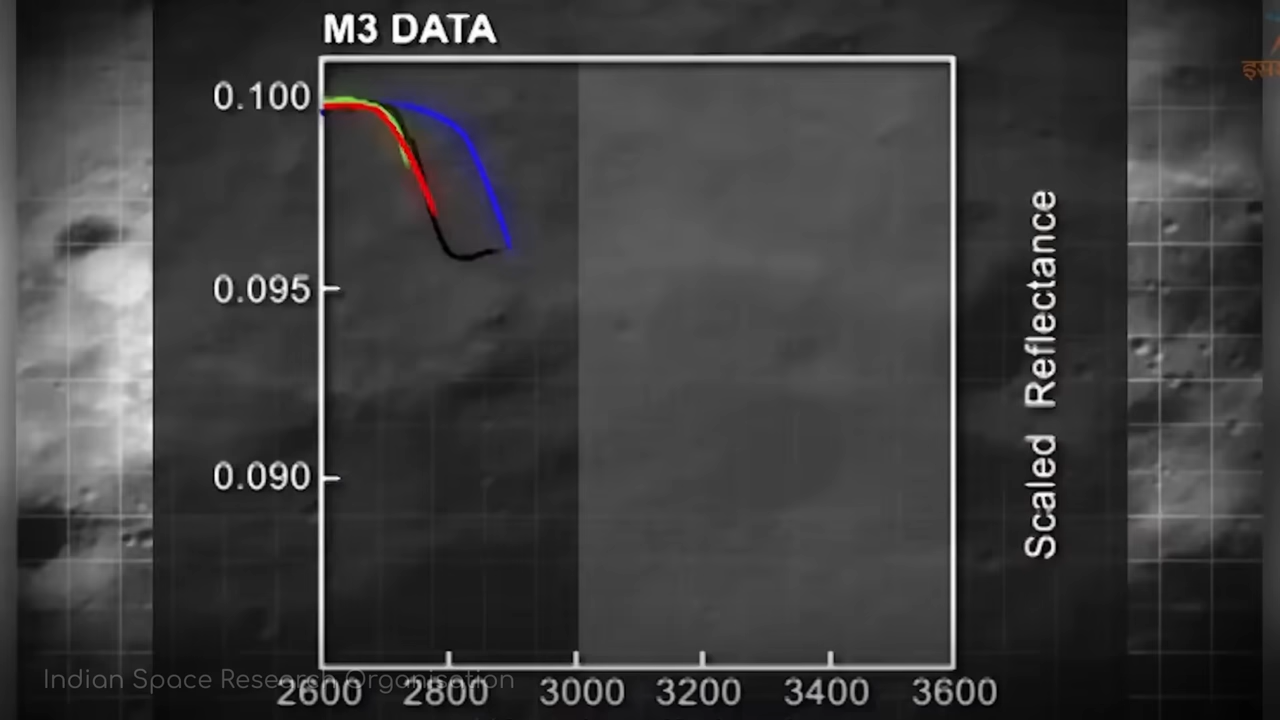 M3 DATA
0.100
0.095
0.090
Scaled Reflectance
Indian Space Research Organisation
2600 2800 3000 3200 3400 3600